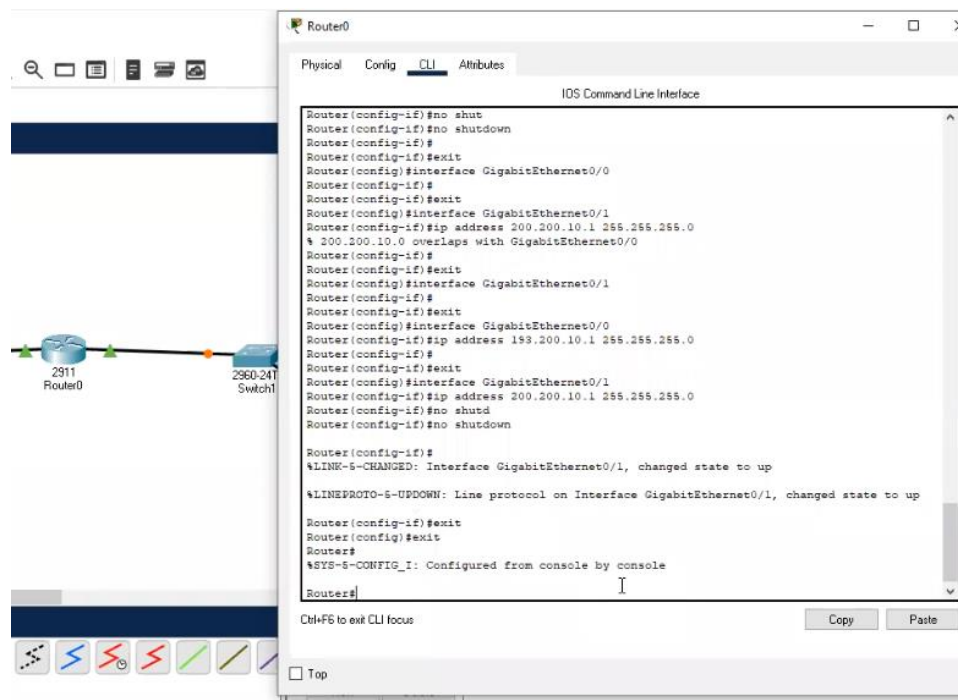 Router0
Physical Config CLI Attributes
IOS Command Line Interface
Router(config-if)#no shut
Router(config-if)#no shutdown
Router(config-if)#
Router(config-if)#exit
Router(config)#interface GigabitEthernet0/0
Router(config-if)#
Router(config-if)#exit
Router(config)#interface GigabitEthernet0/1
Router(config-if)#ip address 200.200.10.1 255.255.255.0
% 200.200.10.0 overlaps with GigabitEthernet0/0
Router(config-if)#
Router(config-if)#exit
Router(config)#interface GigabitEthernet0/1
Router(config-if)#
Router(config-if)#exit
Router(config)#interface GigabitEthernet0/0
Router(config-if)#ip address 193.200.10.1 255.255.255.0
Router(config-if)#
Router(config-if)#exit
Router(config)#interface GigabitEthernet0/1
Router(config-if)#ip address 200.200.10.1 255.255.255.0
Router(config-if)#no shutd
Router(config-if)#no shutdown
Router(config-if)#
%LINK-5-CHANGED: Interface GigabitEthernet0/1, changed state to up
%LINEPROTO-5-UPDOWN: Line protocol on Interface GigabitEthernet0/1, changed state to up
Router(config-if)#exit
Router(config)#exit
Router#
%SYS-5-CONFIG_I: Configured from console by console
Router#
Ctrl+F6 to exit CLI focus
Copy Paste
Top
2911
Router0
2960-24T
Switch1